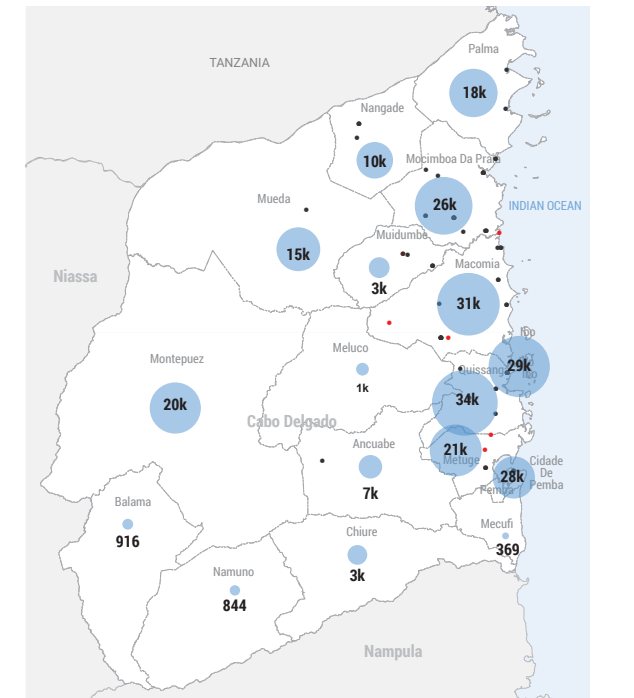 Palma
TANZANIA
18k
Nangade
10k
Mocimboa Da Praia
Mueda
26k
INDIAN OCEAN
Muidumbe
15k
Macomia
Niassa
3k
31k
Ibo
Meluco
Montepuez
29k
Quissanga
Ibo
1k
34k
20k
Cabo Delgado
Ancuabe
21k
Metuge
Cidade
De
Pemba
28k
7k
Pemba
Balama
Mecufi
Chiure
916
369
Namuno
3k
844
Nampula